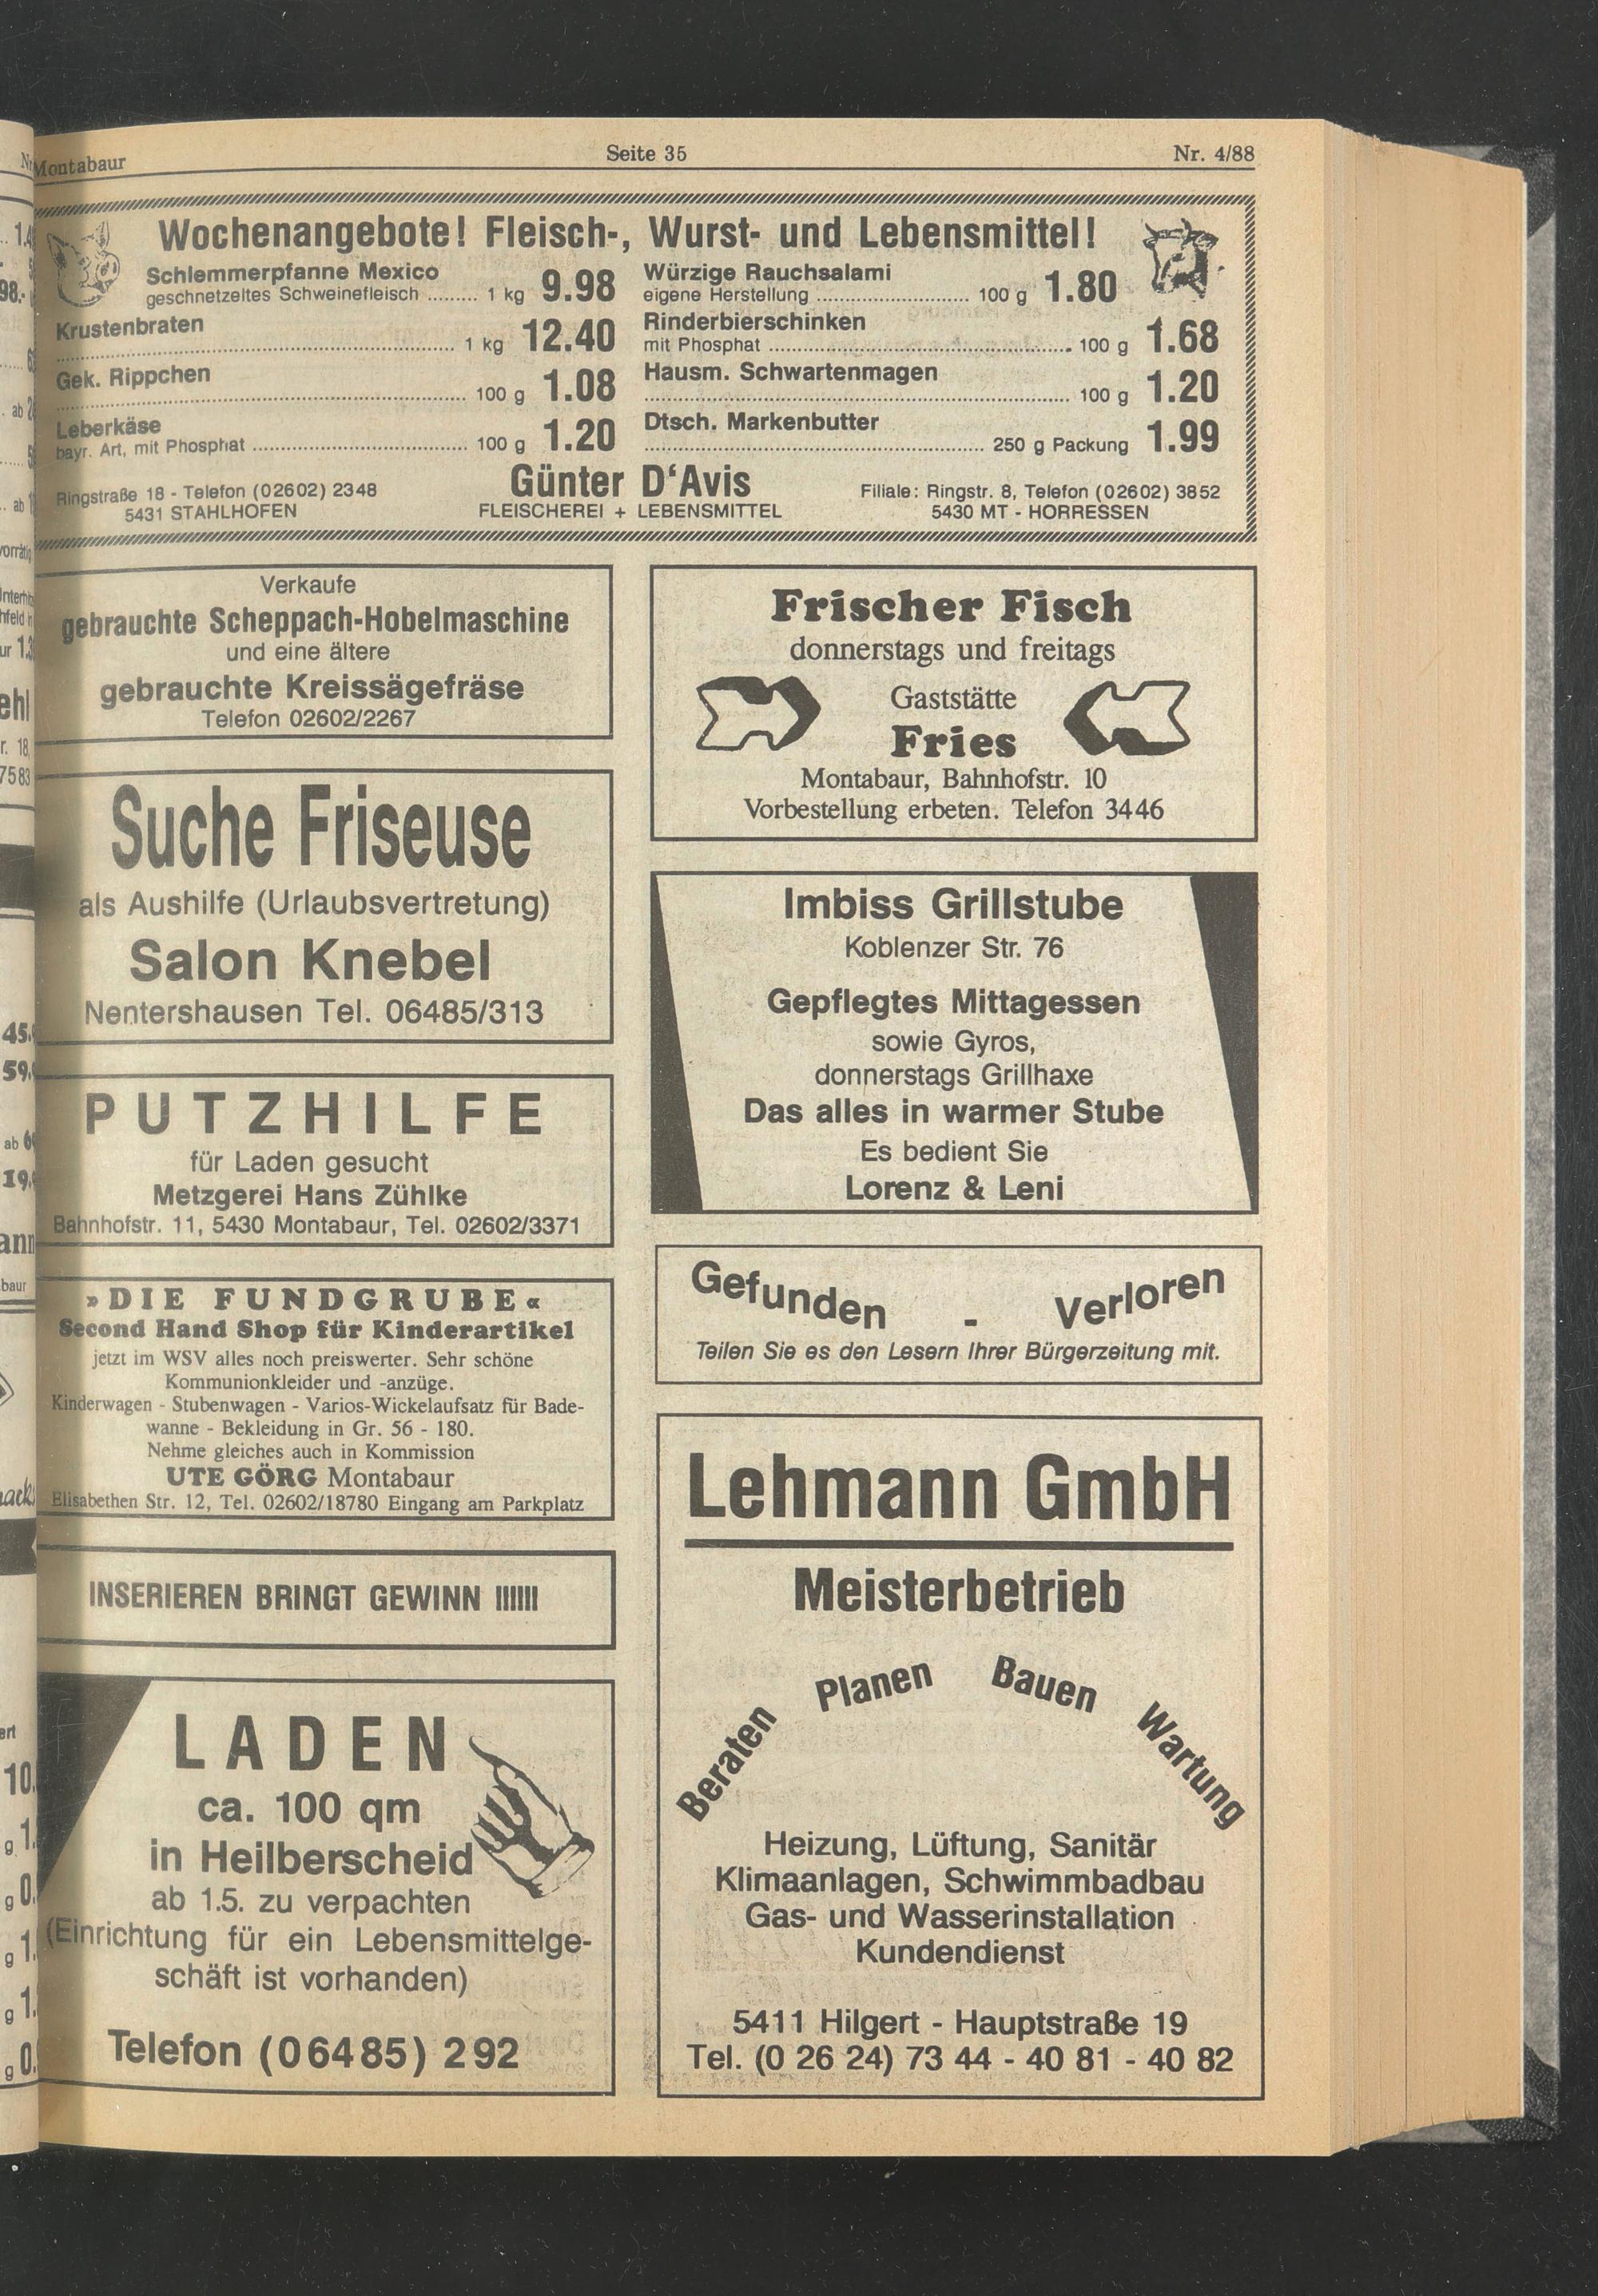 Montabaur
Seite 35
Nr. 4/88
Wochenangebote! Fleisch-, Wurst- und Lebensmittel!
Schlemmerpfanne Mexico
geschnetzeltes Schweinefleisch ......... 1 kg 9.98
Krustenbraten
1 kg 12.40
Gek. Rippchen
100 g 1.08
Leberkäse
bayr. Art, mit Phosphat ........ 100 g 1.20
Würzige Rauchsalami
eigene Herstellung ........ 100 g 1.80
Rinderbierschinken
mit Phosphat ........ 100 g 1.68
Hausm. Schwartenmagen
100 g 1.20
Dtsch. Markenbutter
250 g Packung 1.99
Ringstraße 18 - Telefon (02602) 2348
5431 STAHLHOFEN
Günter D'Avis
FLEISCHEREI + LEBENSMITTEL
Filiale: Ringstr. 8, Telefon (02602) 3852
5430 MT - HORRESSEN
Verkaufe
gebrauchte Scheppach-Hobelmaschine
und eine ältere
gebrauchte Kreissägefräse
Telefon 02602/2267
Suche Friseuse
als Aushilfe (Urlaubsvertretung)
Salon Knebel
Nentershausen Tel. 06485/313
PUTZHILFE
für Laden gesucht
Metzgerei Hans Zühlke
Bahnhofstr. 11, 5430 Montabaur, Tel. 02602/3371
»DIE FUNDGRUBE«
Second Hand Shop für Kinderartikel
jetzt im WSV alles noch preiswerter. Sehr schöne
Kommunionkleider und -anzüge.
Kinderwagen - Stubenwagen - Varios-Wickelaufsatz für Bade-
wanne - Bekleidung in Gr. 56 - 180.
Nehme gleiches auch in Kommission
UTE GÖRG Montabaur
Elisabethen Str. 12, Tel. 02602/18780 Eingang am Parkplatz
INSERIEREN BRINGT GEWINN !!!!!!
LADEN
ca. 100 qm
in Heilberscheid
ab 1.5. zu verpachten
(Einrichtung für ein Lebensmittelge-
schäft ist vorhanden)
Telefon (06485) 292
Frischer Fisch
donnerstags und freitags
Gaststätte
Fries
Montabaur, Bahnhofstr. 10
Vorbestellung erbeten. Telefon 3446
Imbiss Grillstube
Koblenzer Str. 76
Gepflegtes Mittagessen
sowie Gyros,
donnerstags Grillhaxe
Das alles in warmer Stube
Es bedient Sie
Lorenz & Leni
Gefunden - Verloren
Teilen Sie es den Lesern Ihrer Bürgerzeitung mit.
Lehmann GmbH
Meisterbetrieb
Beraten Planen Bauen Wartung
Heizung, Lüftung, Sanitär
Klimaanlagen, Schwimmbadbau
Gas- und Wasserinstallation
Kundendienst
5411 Hilgert - Hauptstraße 19
Tel. (0 26 24) 73 44 - 40 81 - 40 82